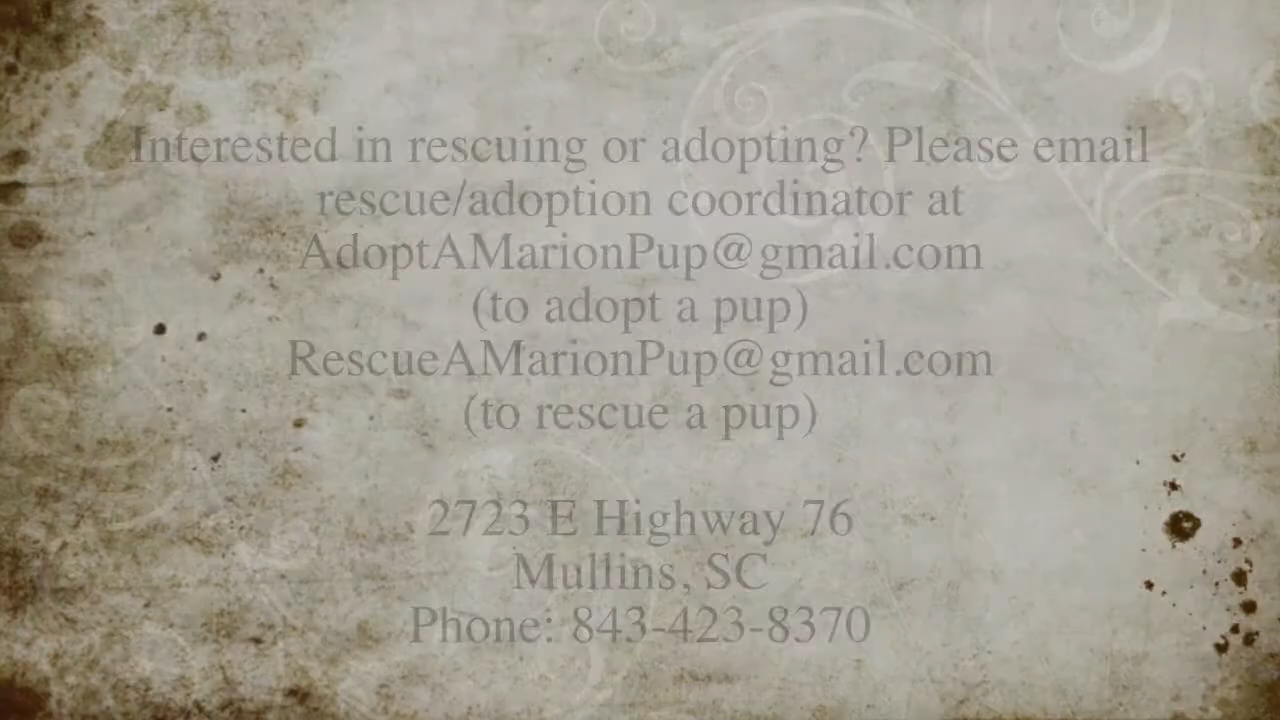 Interested in rescuing or adopting? Please email
rescue/adoption coordinator at
AdoptAMarionPup@gmail.com
(to adopt a pup)
RescueAMarionPup@gmail.com
(to rescue a pup)
2723 E Highway 76
Mullins, SC
Phone: 843-423-8370